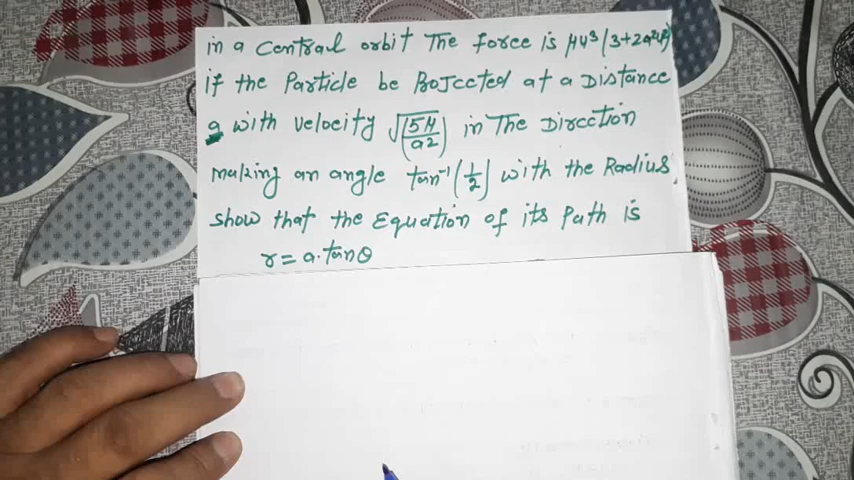 in a Central orbit The force is μu³(3+2a²u²)
if the Particle be Projected at a Distance
a with velocity √(5μ/a²) in The Direction
making an angle tan⁻¹(1/2) with the Radius
show that the Equation of its Path is
r = a.tanθ